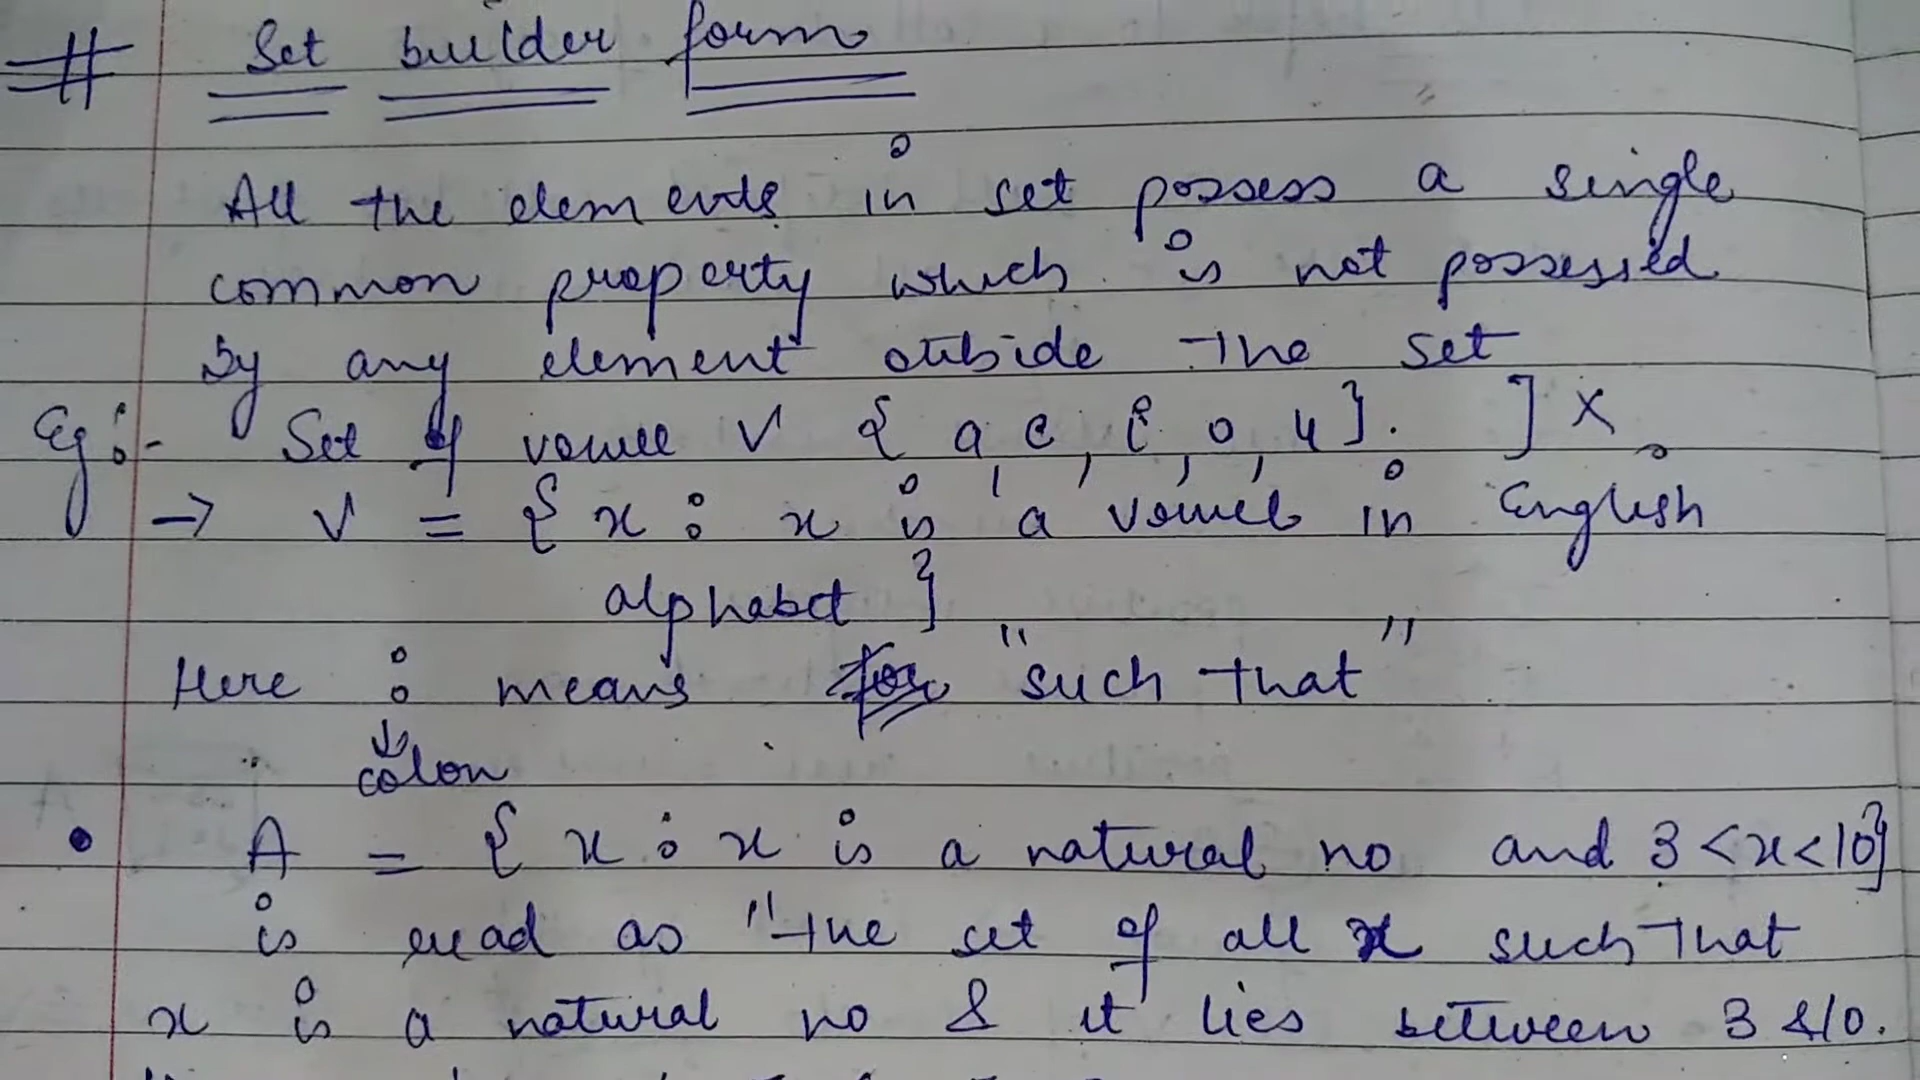 # Set builder form
All the elements in set possess a single
common property which is not possessed
by any element outside the set
Eg:- Set of vowel V { a, e, i, o, u }. ] X
→ V = { x : x is a vowel in English
alphabet }
Here : means for "such that"
↓
colon
• A = { x : x is a natural no and 3 < x < 10 }
is read as "the set of all x such that
x is a natural no & it lies between 3 & 10.